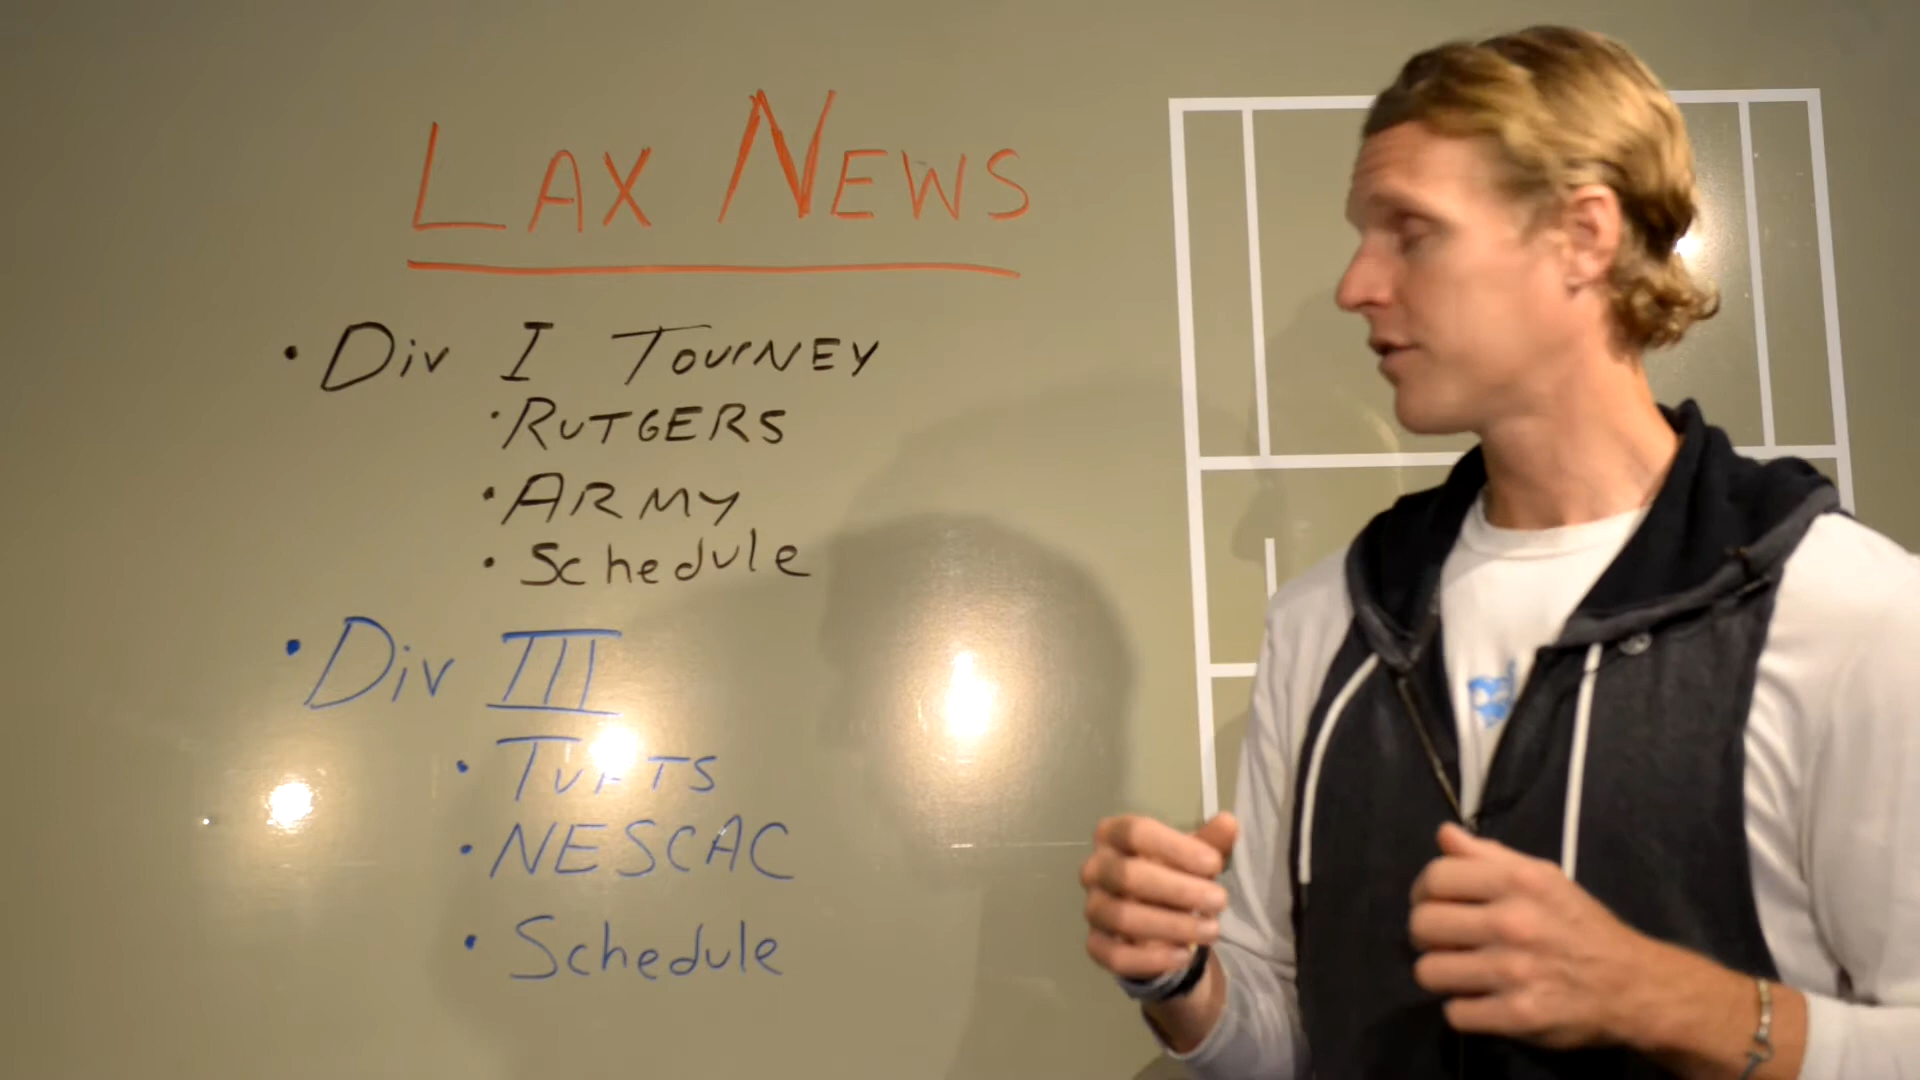 LAX NEWS
• Div I TOURNEY
• RUTGERS
• ARMY
• Schedule
• Div III
• TUFTS
• NESCAC
• Schedule